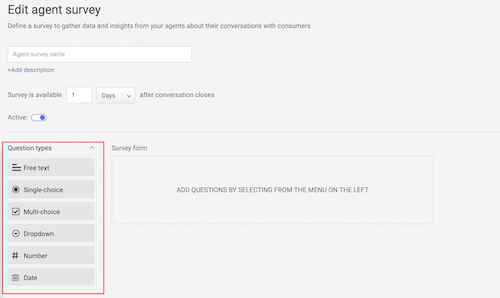 Edit agent survey
Define a survey to gather data and insights from your agents about their conversations with consumers
Agent survey name
+Add description
Survey is available 1 Days after conversation closes
Active:
Question types
Survey form
Free text
Single-choice
Multi-choice
Dropdown
Number
Date
ADD QUESTIONS BY SELECTING FROM THE MENU ON THE LEFT